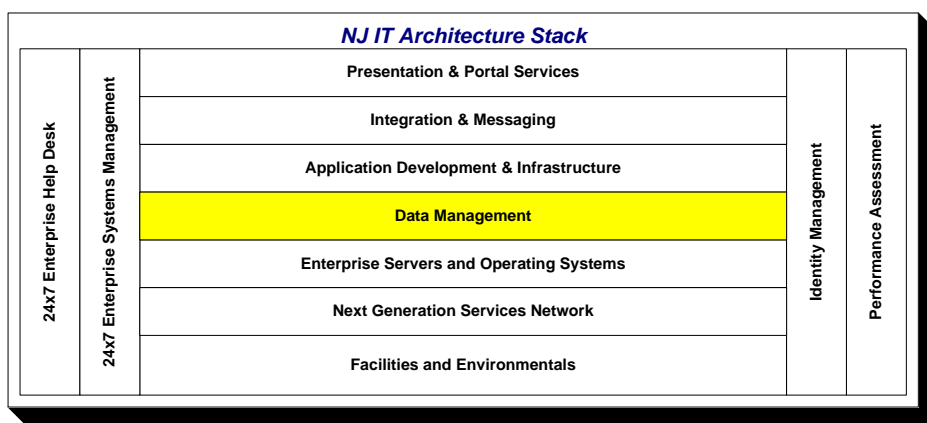 NJ IT Architecture Stack
24x7 Enterprise Help Desk
24x7 Enterprise Systems Management
Presentation & Portal Services
Integration & Messaging
Application Development & Infrastructure
Data Management
Enterprise Servers and Operating Systems
Next Generation Services Network
Facilities and Environmentals
Identity Management
Performance Assessment